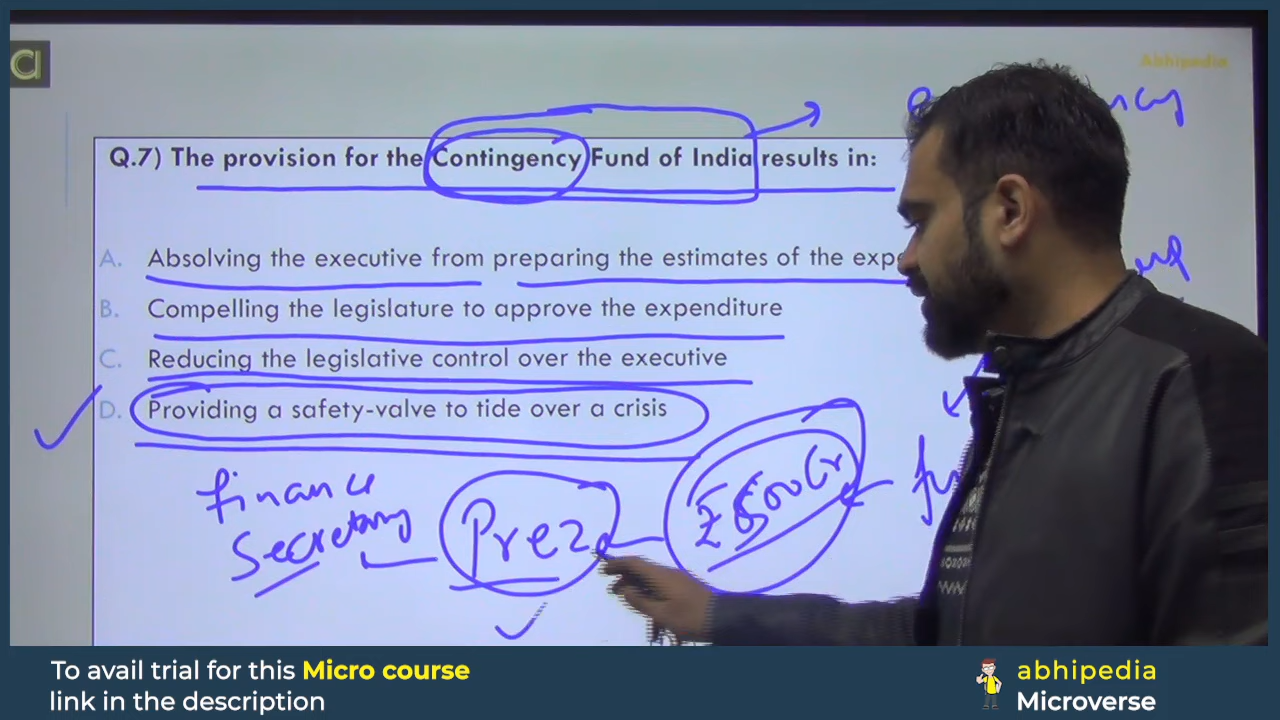 Abhipedia
Q.7) The provision for the Contingency Fund of India results in:
A. Absolving the executive from preparing the estimates of the expe
B. Compelling the legislature to approve the expenditure
C. Reducing the legislative control over the executive
D. Providing a safety-valve to tide over a crisis
Finance
Secretary
Prez
To avail trial for this Micro course
link in the description
abhipedia
Microverse